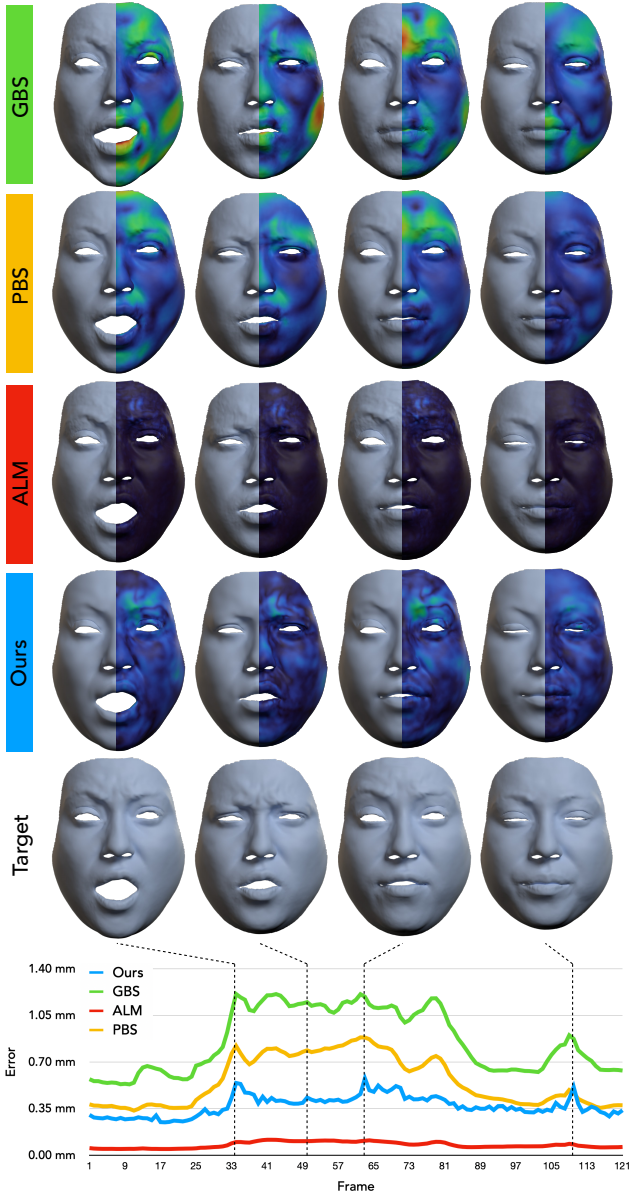 GBS
PBS
ALM
Ours
Target
1.40 mm
1.05 mm
0.70 mm
0.35 mm
0.00 mm
Error
Ours
GBS
ALM
PBS
1 9 17 25 33 41 49 57 65 73 81 89 97 105 113 121
Frame